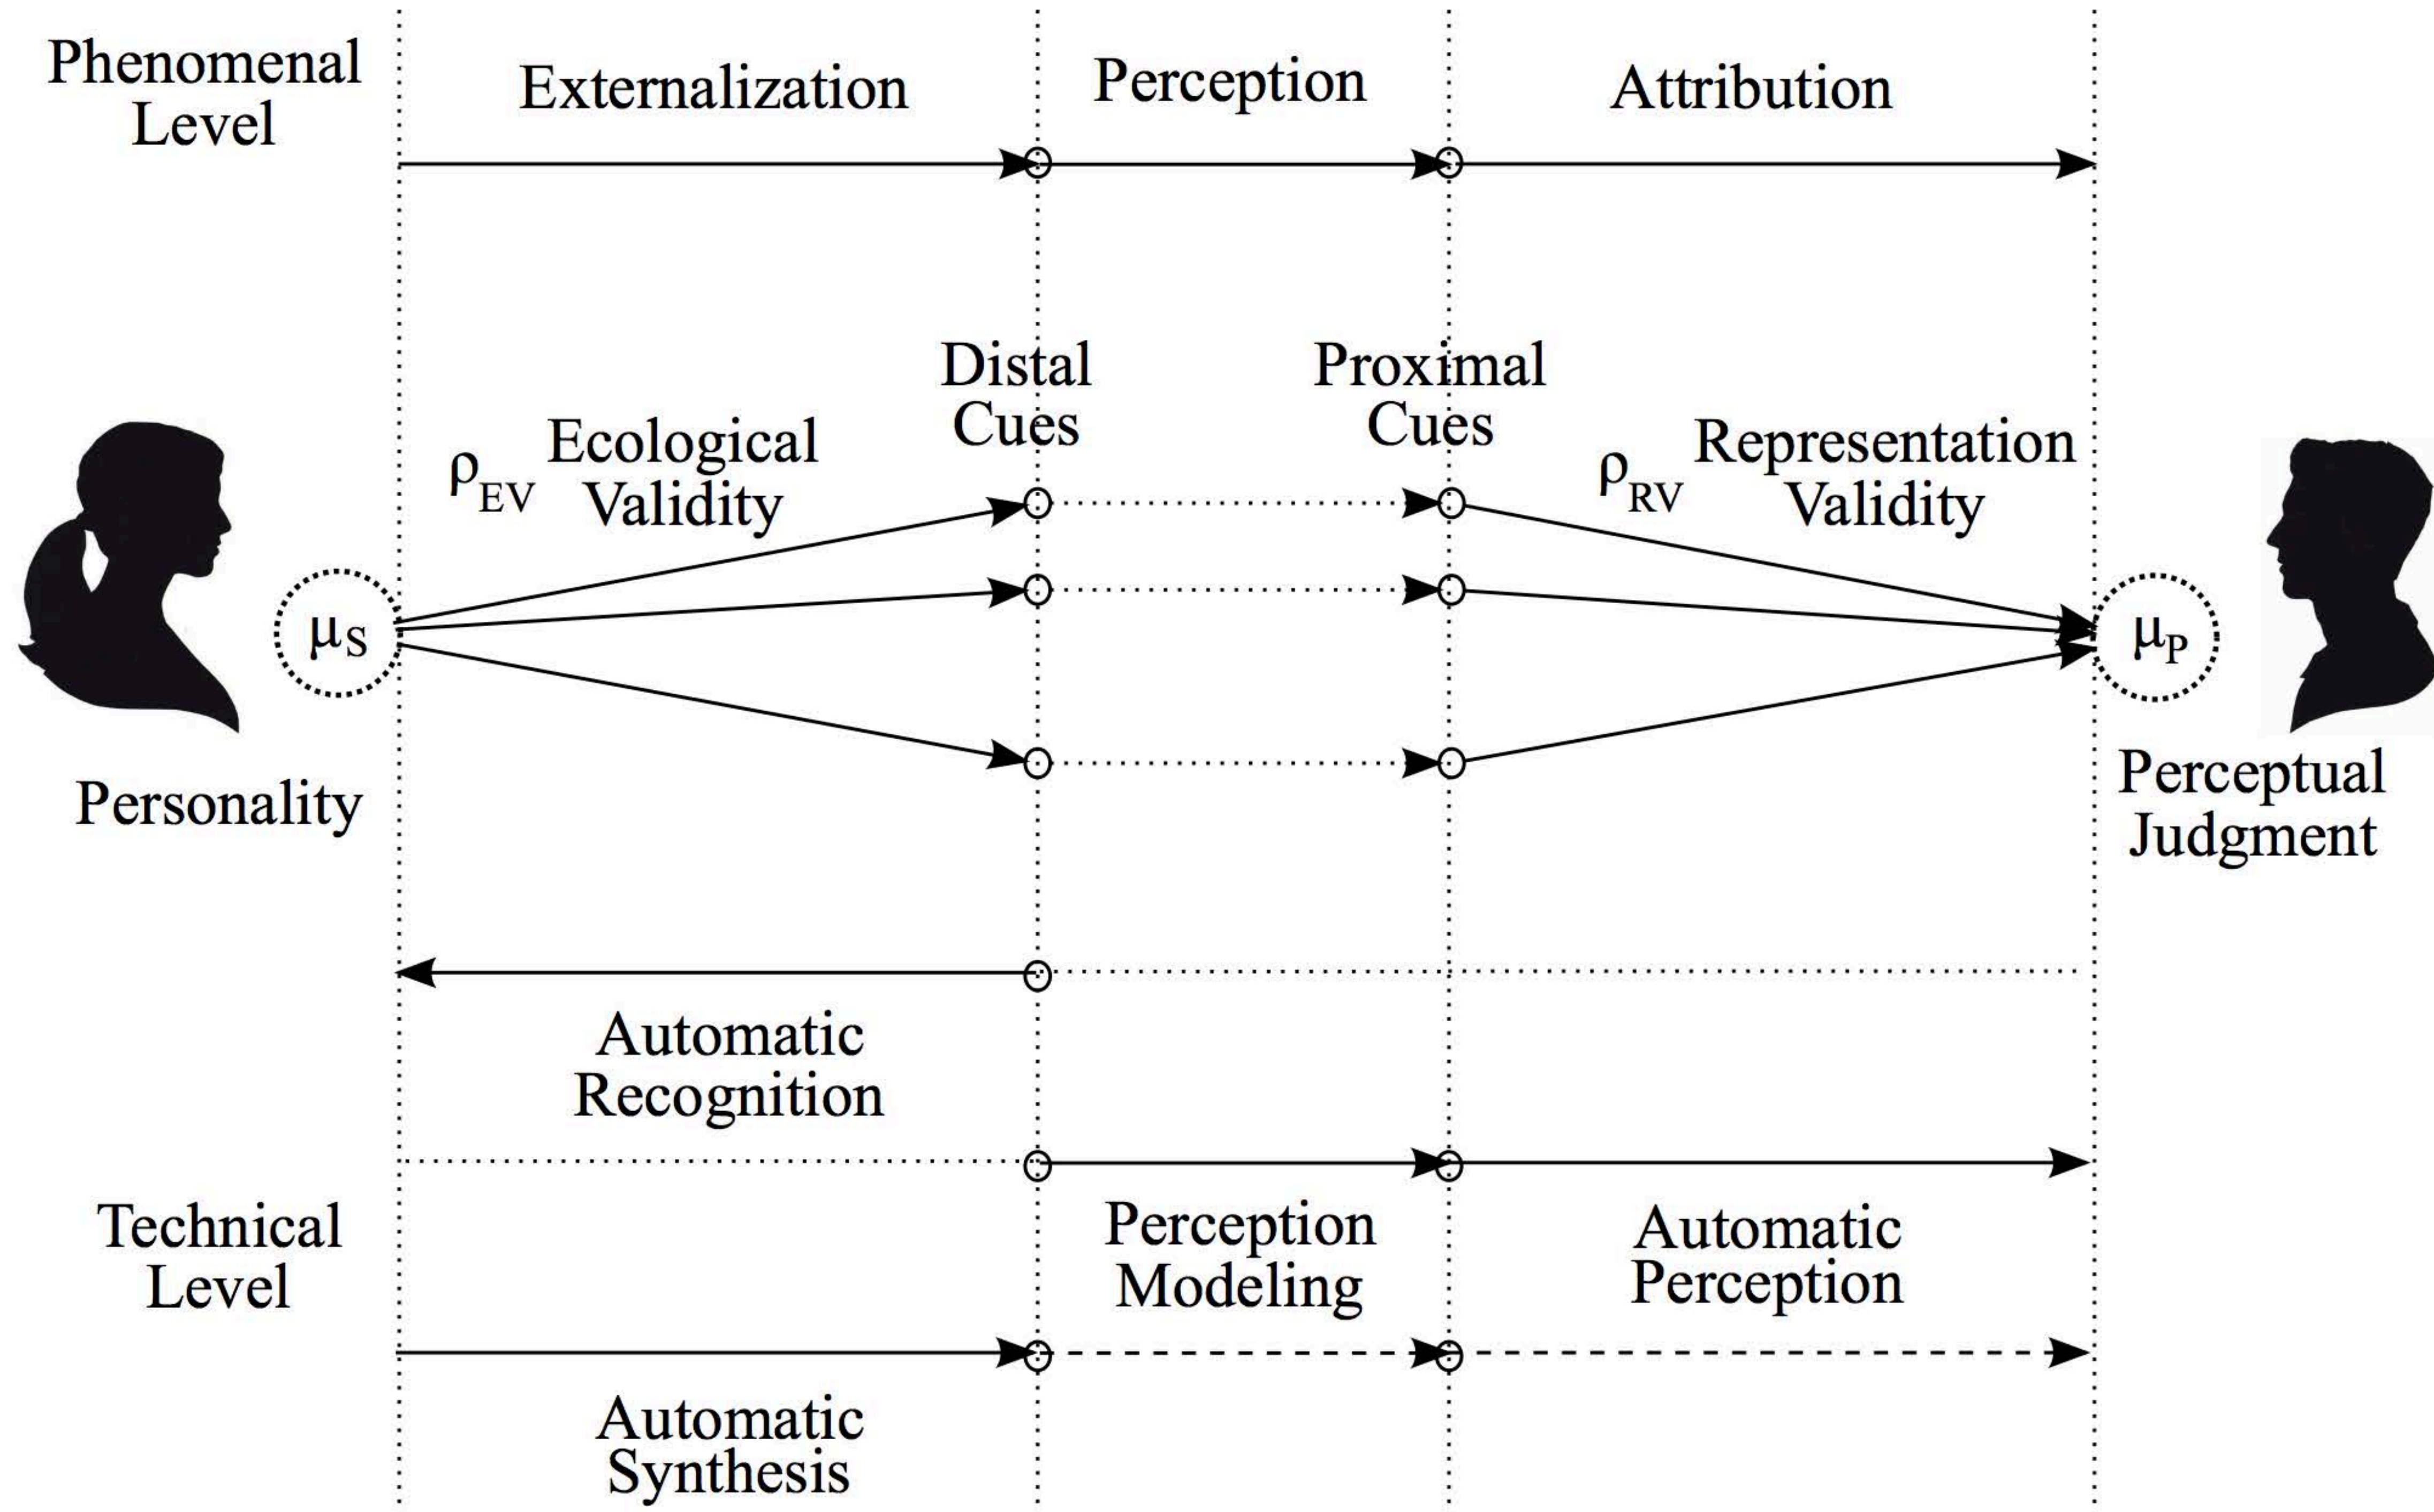 Phenomenal
Level
Externalization
Perception
Attribution
Distal
Cues
Proximal
Cues
ρEV
Ecological
Validity
ρRV
Representation
Validity
μS
μP
Personality
Perceptual
Judgment
Automatic
Recognition
Technical
Level
Perception
Modeling
Automatic
Perception
Automatic
Synthesis